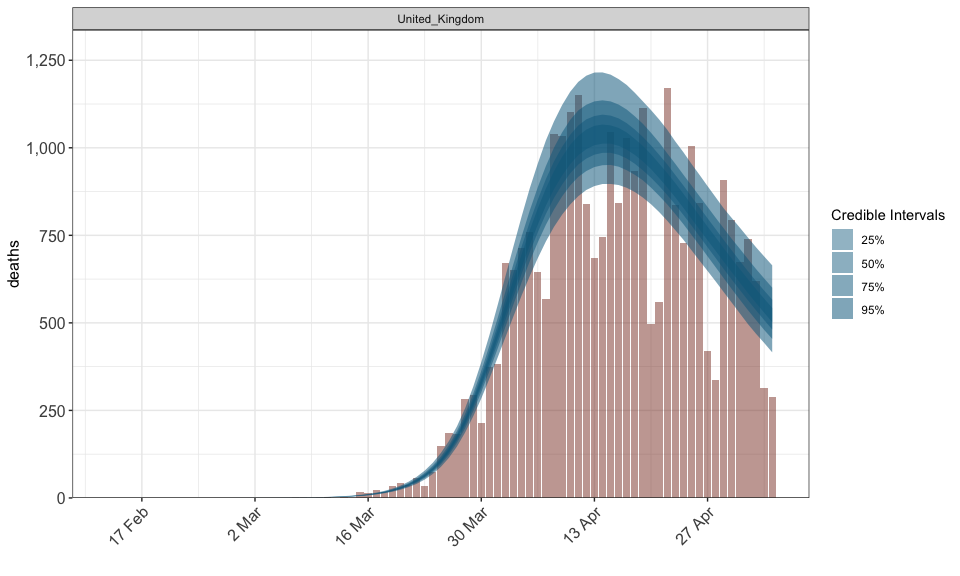 United_Kingdom
1,250
1,000
750
500
250
0
deaths
17 Feb
2 Mar
16 Mar
30 Mar
13 Apr
27 Apr
Credible Intervals
25%
50%
75%
95%